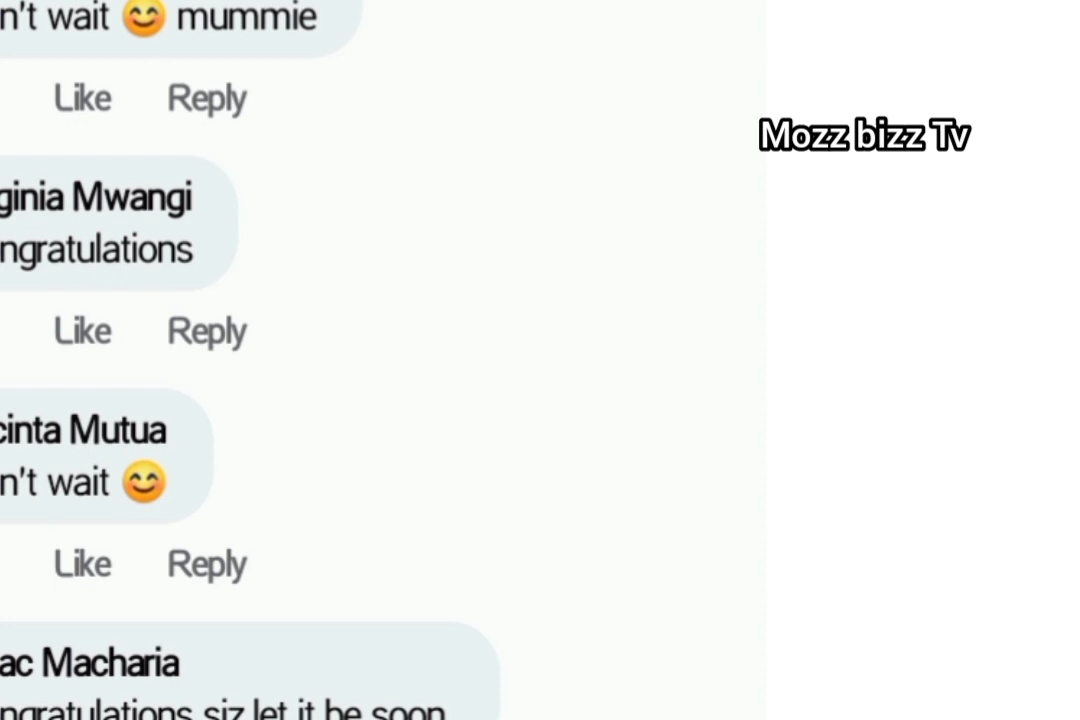 n't wait 😊 mummie
Like Reply
Mozz bizz Tv
ginia Mwangi
ngratulations
Like Reply
cinta Mutua
n't wait 😊
Like Reply
ac Macharia
ngratulations siz let it be soon